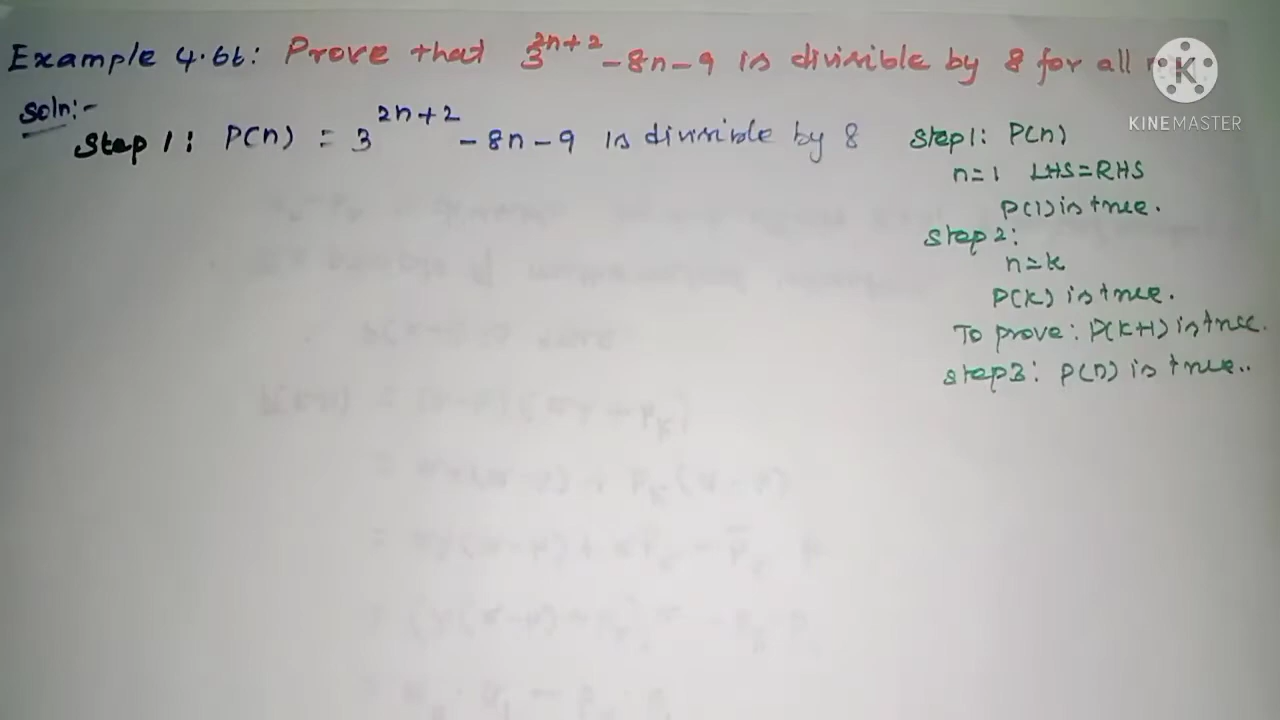 Example 4.66: Prove that 3^{2n+2} - 8n - 9 is divisible by 8 for all
KINEMASTER
Soln:-
Step 1: P(n) : 3^{2n+2} - 8n - 9 is divisible by 8
Step1: P(n)
n=1 LHS=RHS
P(1) is true.
Step 2:
n=k
P(k) is true.
To prove: P(k+1) is true.
Step3: P(n) is true..